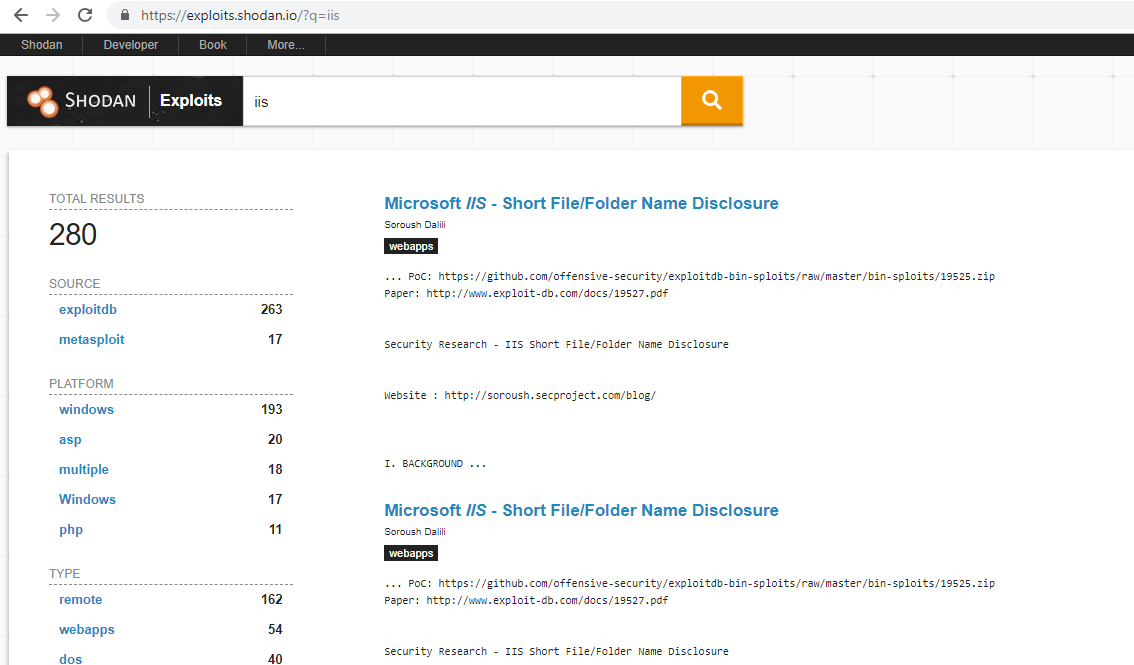 https://exploits.shodan.io/?q=iis
Shodan Developer Book More...
SHODAN Exploits iis
TOTAL RESULTS
280
SOURCE
exploitdb 263
metasploit 17
PLATFORM
windows 193
asp 20
multiple 18
Windows 17
php 11
TYPE
remote 162
webapps 54
dos 40
Microsoft IIS - Short File/Folder Name Disclosure
Soroush Dalili
webapps
... PoC: https://github.com/offensive-security/exploitdb-bin-sploits/raw/master/bin-sploits/19525.zip
Paper: http://www.exploit-db.com/docs/19527.pdf
Security Research - IIS Short File/Folder Name Disclosure
Website : http://soroush.secproject.com/blog/
I. BACKGROUND ...
Microsoft IIS - Short File/Folder Name Disclosure
Soroush Dalili
webapps
... PoC: https://github.com/offensive-security/exploitdb-bin-sploits/raw/master/bin-sploits/19525.zip
Paper: http://www.exploit-db.com/docs/19527.pdf
Security Research - IIS Short File/Folder Name Disclosure